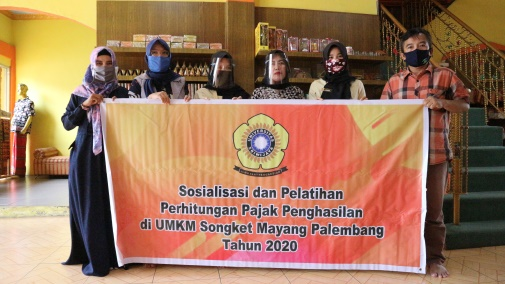 Sosialisasi dan Pelatihan
Perhitungan Pajak Penghasilan
di UMKM Songket Mayang Palembang
Tahun 2020